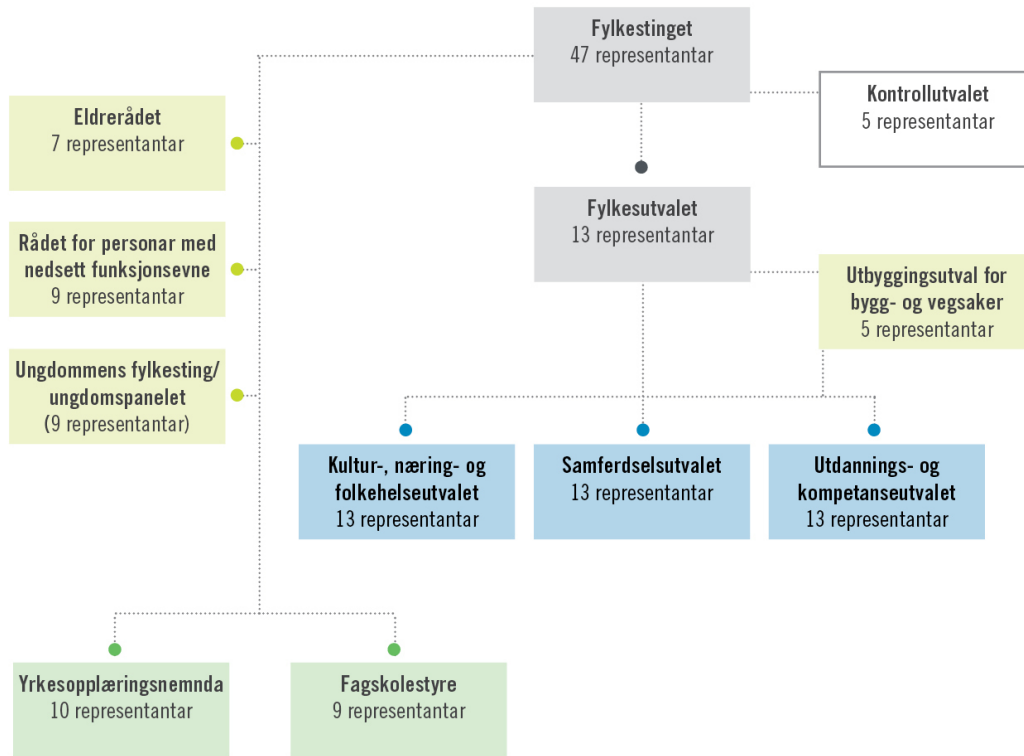 Fylkestinget
47 representantar
Kontrollutvalet
5 representantar
Eldrerådet
7 representantar
Fylkesutvalet
13 representantar
Rådet for personar med
nedsett funksjonsevne
9 representantar
Utbyggingsutval for
bygg- og vegsaker
5 representantar
Ungdommens fylkesting/
ungdomspanelet
(9 representantar)
Kultur-, næring- og
folkehelseutvalet
13 representantar
Samferdselsutvalet
13 representantar
Utdannings- og
kompetanseutvalet
13 representantar
Yrkesopplæringsnemnda
10 representantar
Fagskolestyre
9 representantar